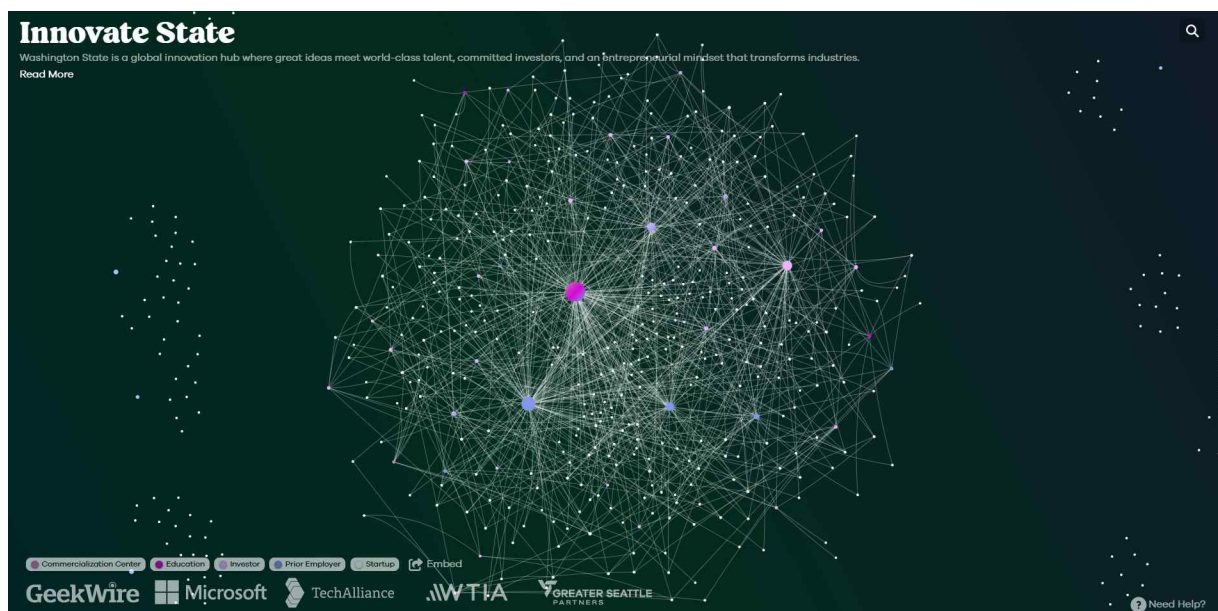 Innovate State
Washington State is a global innovation hub where great ideas meet world-class talent, committed investors, and an entrepreneurial mindset that transforms industries.
Read More
Commercialization Center Education Investor Prior Employer Startup Embed
GeekWire Microsoft TechAlliance WTIA GREATER SEATTLE
PARTNERS
? Need Help?